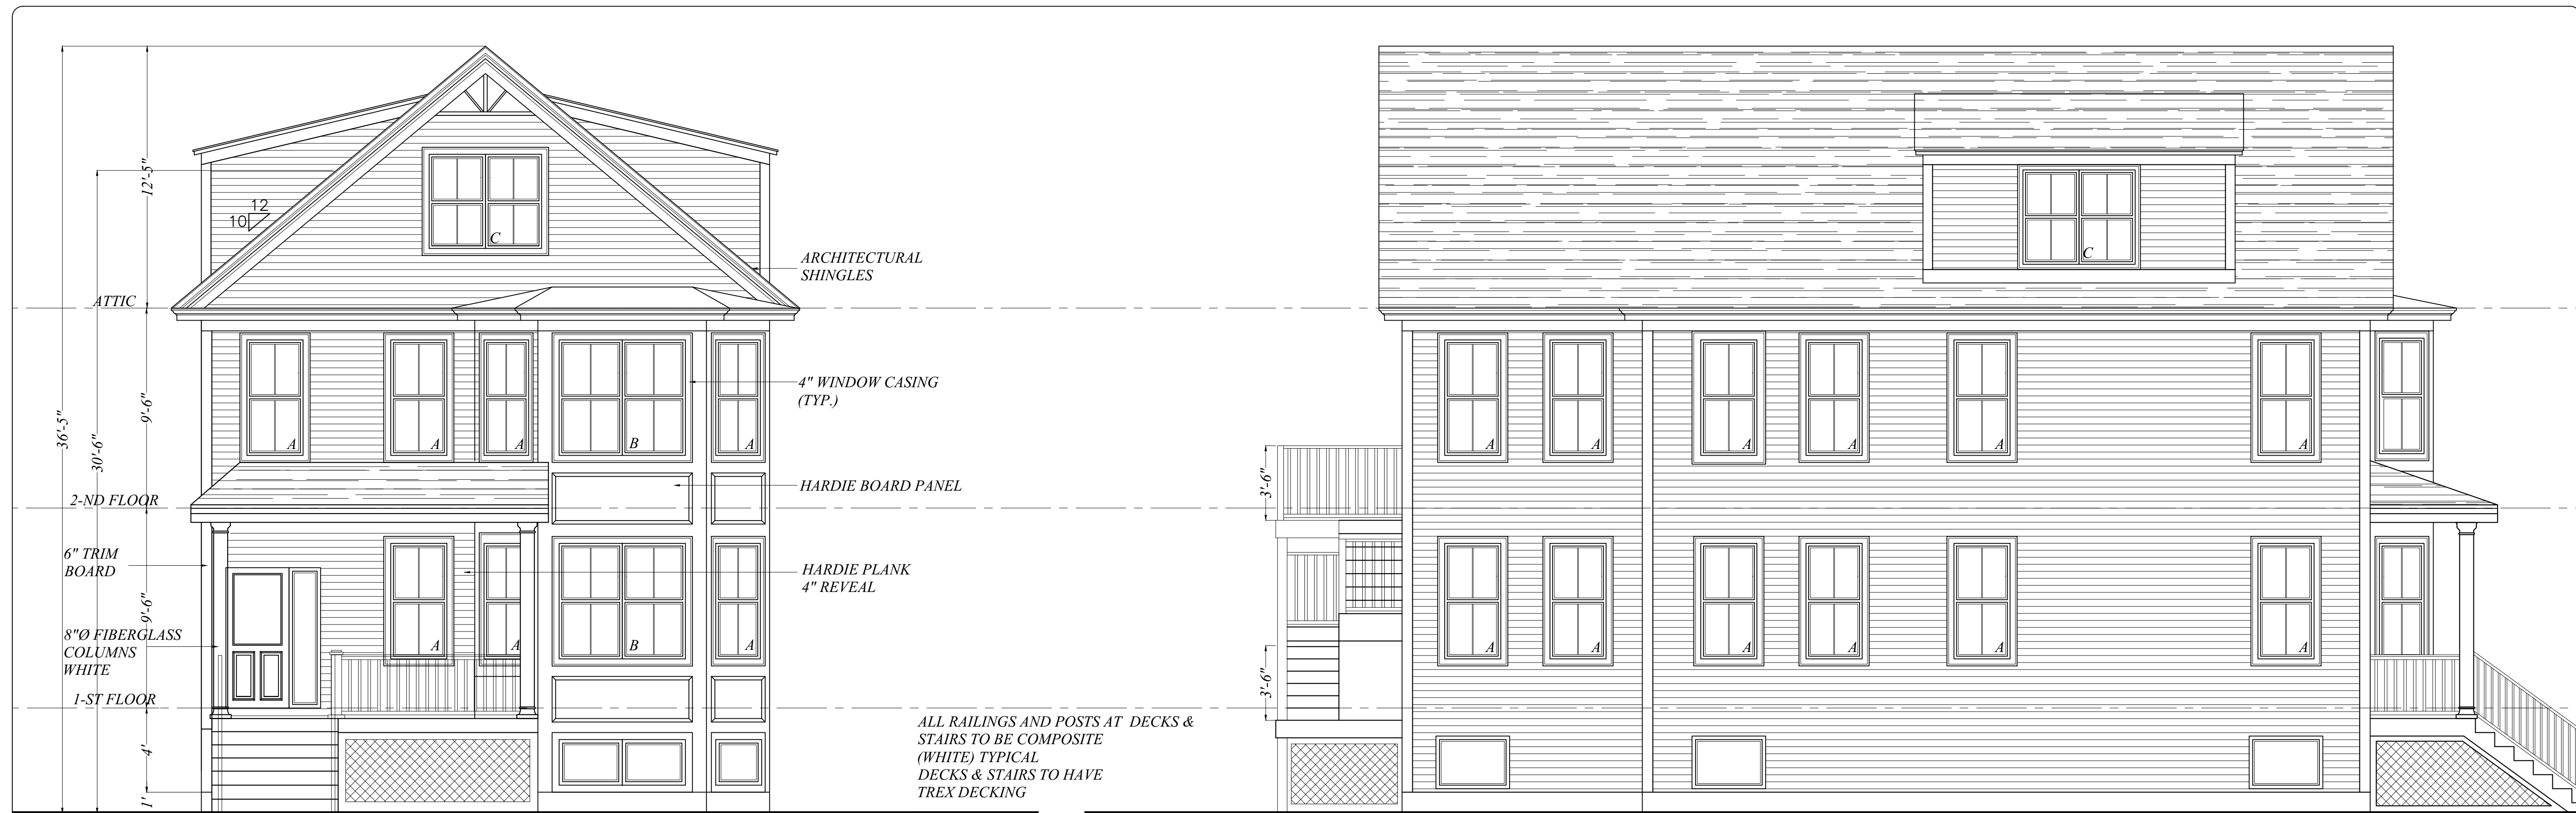 36'-5"
30'-6"
12'-5"
9'-6"
9'-6"
4'
1'
12
10
C
ATTIC
ARCHITECTURAL
SHINGLES
4" WINDOW CASING
(TYP.)
A
A
A
B
A
2-ND FLOOR
HARDIE BOARD PANEL
6" TRIM
BOARD
HARDIE PLANK
4" REVEAL
8"Ø FIBERGLASS
COLUMNS
WHITE
A
A
B
A
1-ST FLOOR
ALL RAILINGS AND POSTS AT DECKS &
STAIRS TO BE COMPOSITE
(WHITE) TYPICAL
DECKS & STAIRS TO HAVE
TREX DECKING
C
A
A
A
A
A
A
3'-6"
A
A
A
A
A
A
3'-6"